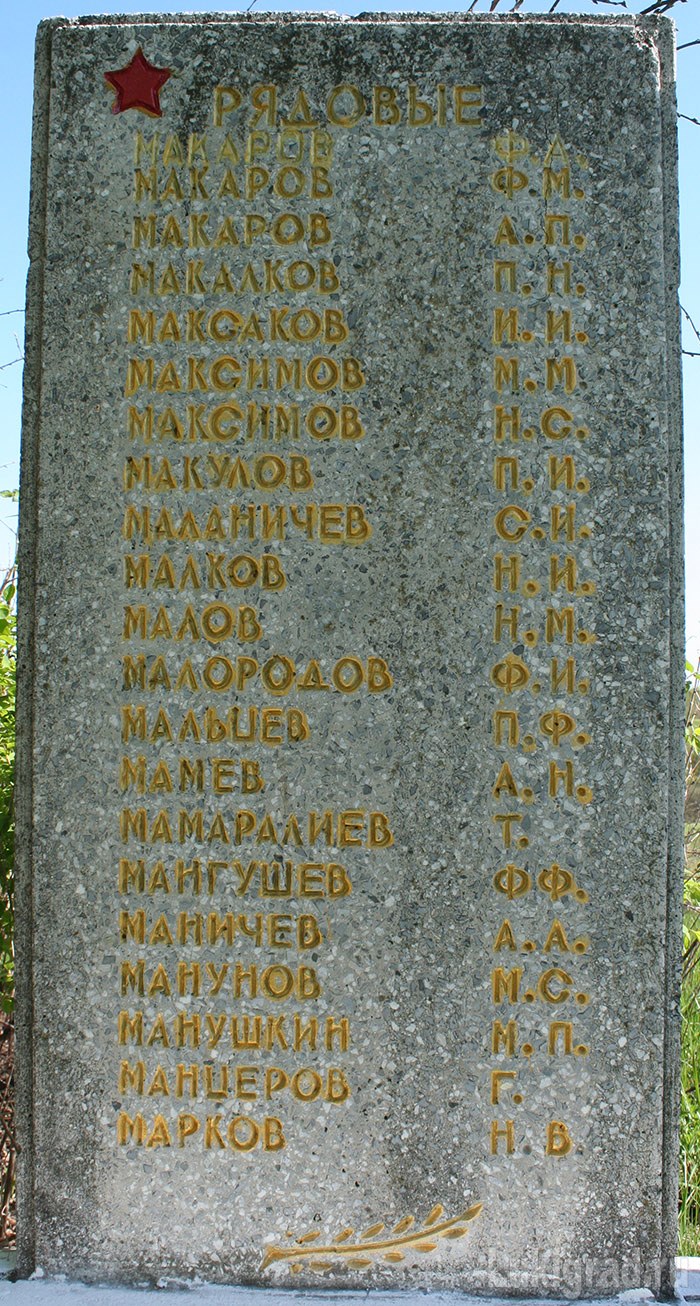 РЯДОВЫЕ
МАКАРОВ Ф.А.
МАКАРОВ Ф.М.
МАКАРОВ А.П.
МАКАЛКОВ П.Н.
МАКСАКОВ И.И.
МАКСИМОВ М.М.
МАКСИМОВ Н.С.
МАКУЛОВ П.И.
МАЛАНИЧЕВ С.И.
МАЛКОВ Н.И.
МАЛОВ Н.М.
МАЛОРОДОВ Ф.И.
МАЛЬЦЕВ П.Ф.
МАМЕВ А.Н.
МАМАРАЛИЕВ Т.
МАНГУШЕВ Ф.Ф.
МАНИЧЕВ А.А.
МАНУНОВ М.С.
МАНУШКИН М.П.
МАНЦЕРОВ Г.
МАРКОВ Н.В.